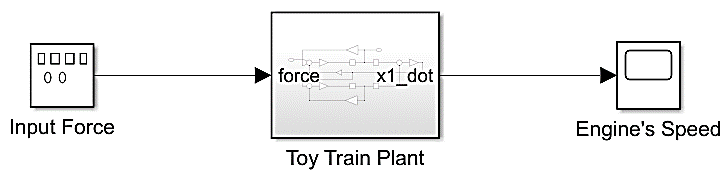 force x1_dot
Input Force
Toy Train Plant
Engine's Speed